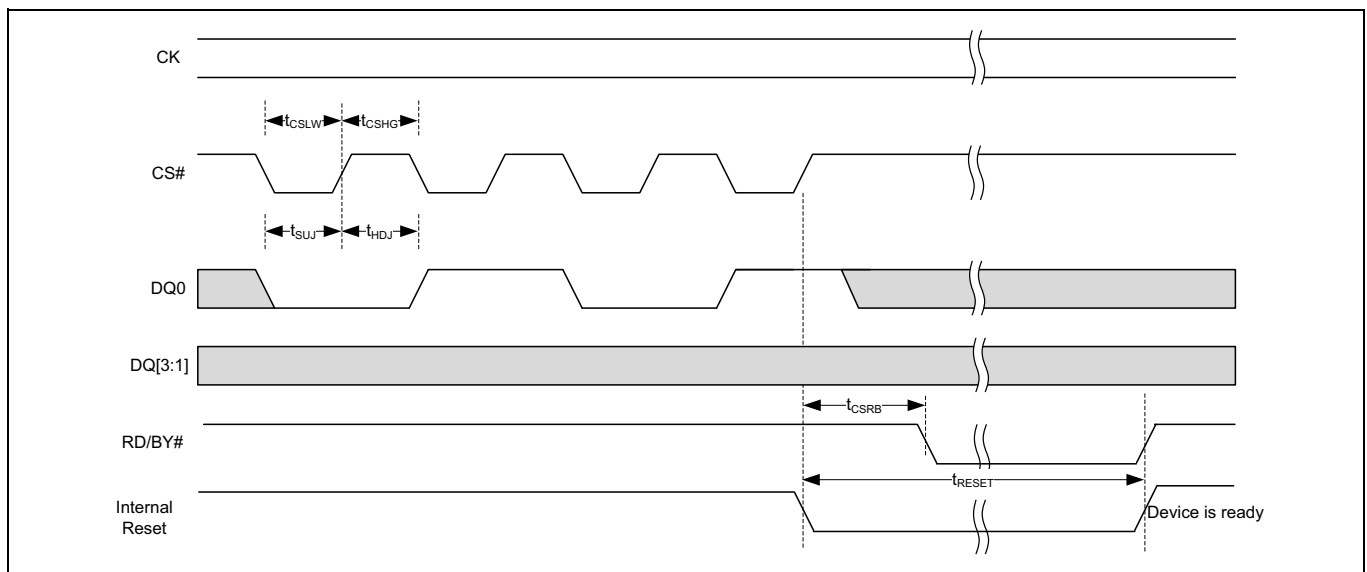 CK
tCSLW tCSHG
CS#
tSUJ tHDJ
DQ0
DQ[3:1]
tCSRB
RD/BY#
tRESET
Internal
Reset
Device is ready